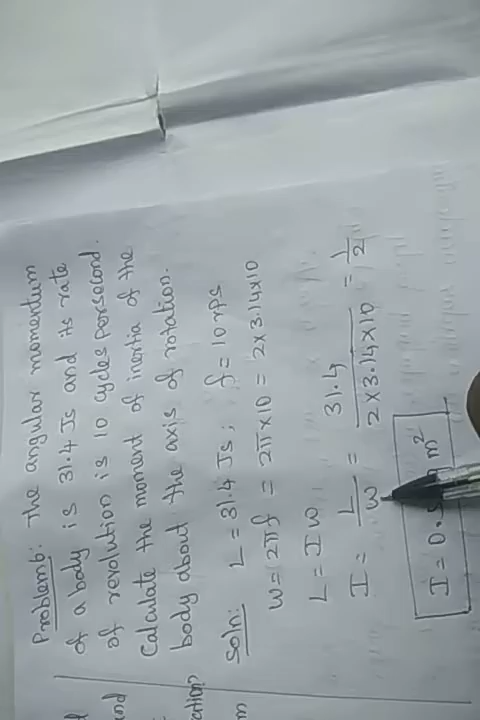 Problem 6: The angular momentum
of a body is 31.4 Js and its rate
of revolution is 10 cycles per second.
Calculate the moment of inertia of the
body about the axis of rotation.
Soln: L = 31.4 Js ; f = 10 rps
ω = 2πf = 2π×10 = 2×3.14×10
L = Iω
I = L/ω = 31.4/2×3.14×10 = 1/2
I = 0. m²
and